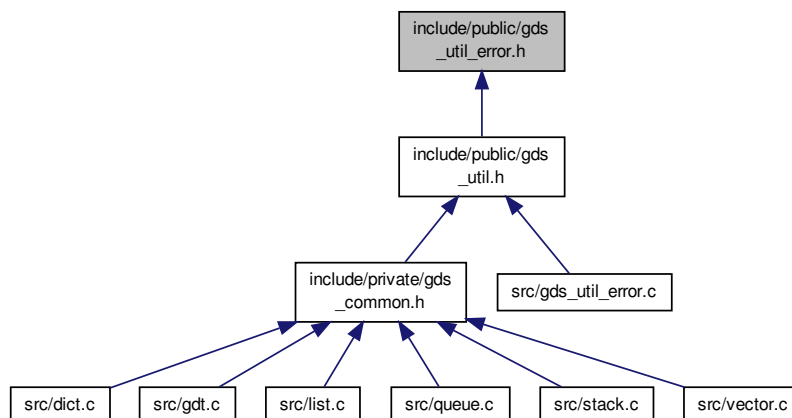 include/public/gds
_util_error.h
include/public/gds
_util.h
include/private/gds
_common.h
src/gds_util_error.c
src/dict.c
src/gdt.c
src/list.c
src/queue.c
src/stack.c
src/vector.c